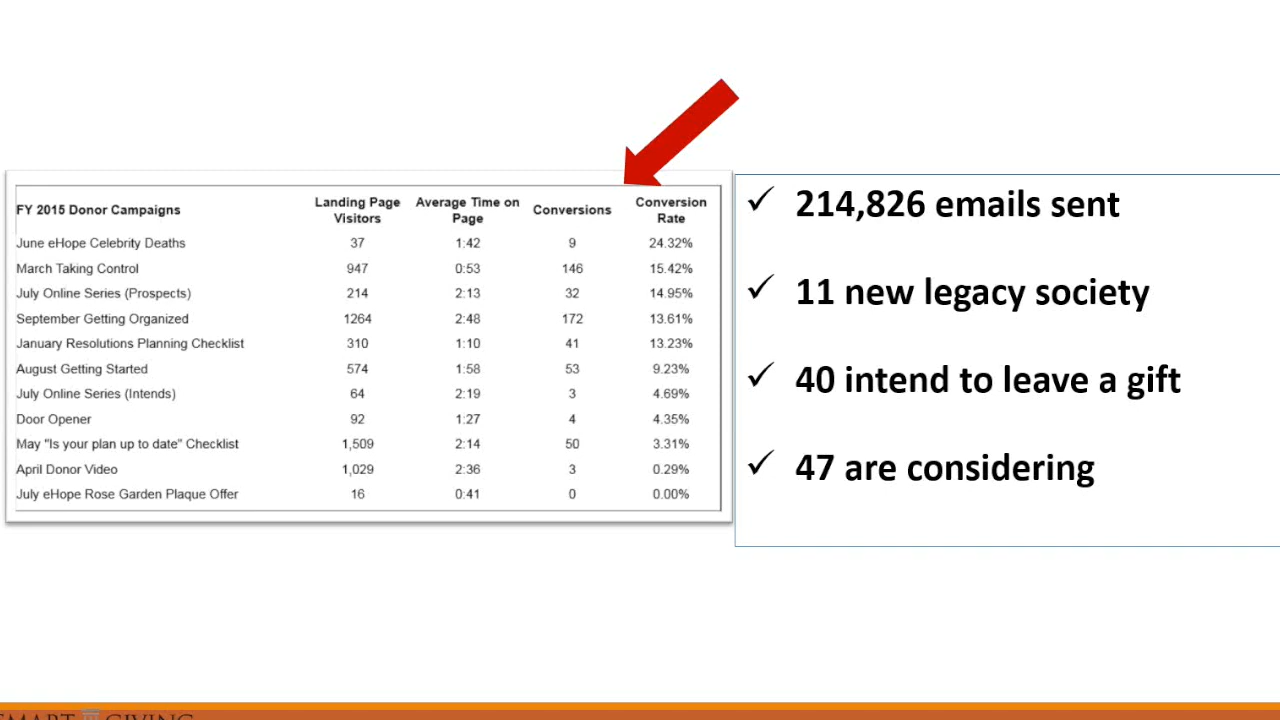 FY 2015 Donor Campaigns Landing Page Visitors Average Time on Page Conversions Conversion Rate
June eHope Celebrity Deaths 37 1:42 9 24.32%
March Taking Control 947 0:53 146 15.42%
July Online Series (Prospects) 214 2:13 32 14.95%
September Getting Organized 1264 2:48 172 13.61%
January Resolutions Planning Checklist 310 1:10 41 13.23%
August Getting Started 574 1:58 53 9.23%
July Online Series (Intends) 64 2:19 3 4.69%
Door Opener 92 1:27 4 4.35%
May "Is your plan up to date" Checklist 1,509 2:14 50 3.31%
April Donor Video 1,029 2:36 3 0.29%
July eHope Rose Garden Plaque Offer 16 0:41 0 0.00%
✓ 214,826 emails sent
✓ 11 new legacy society
✓ 40 intend to leave a gift
✓ 47 are considering
SMART GIVING